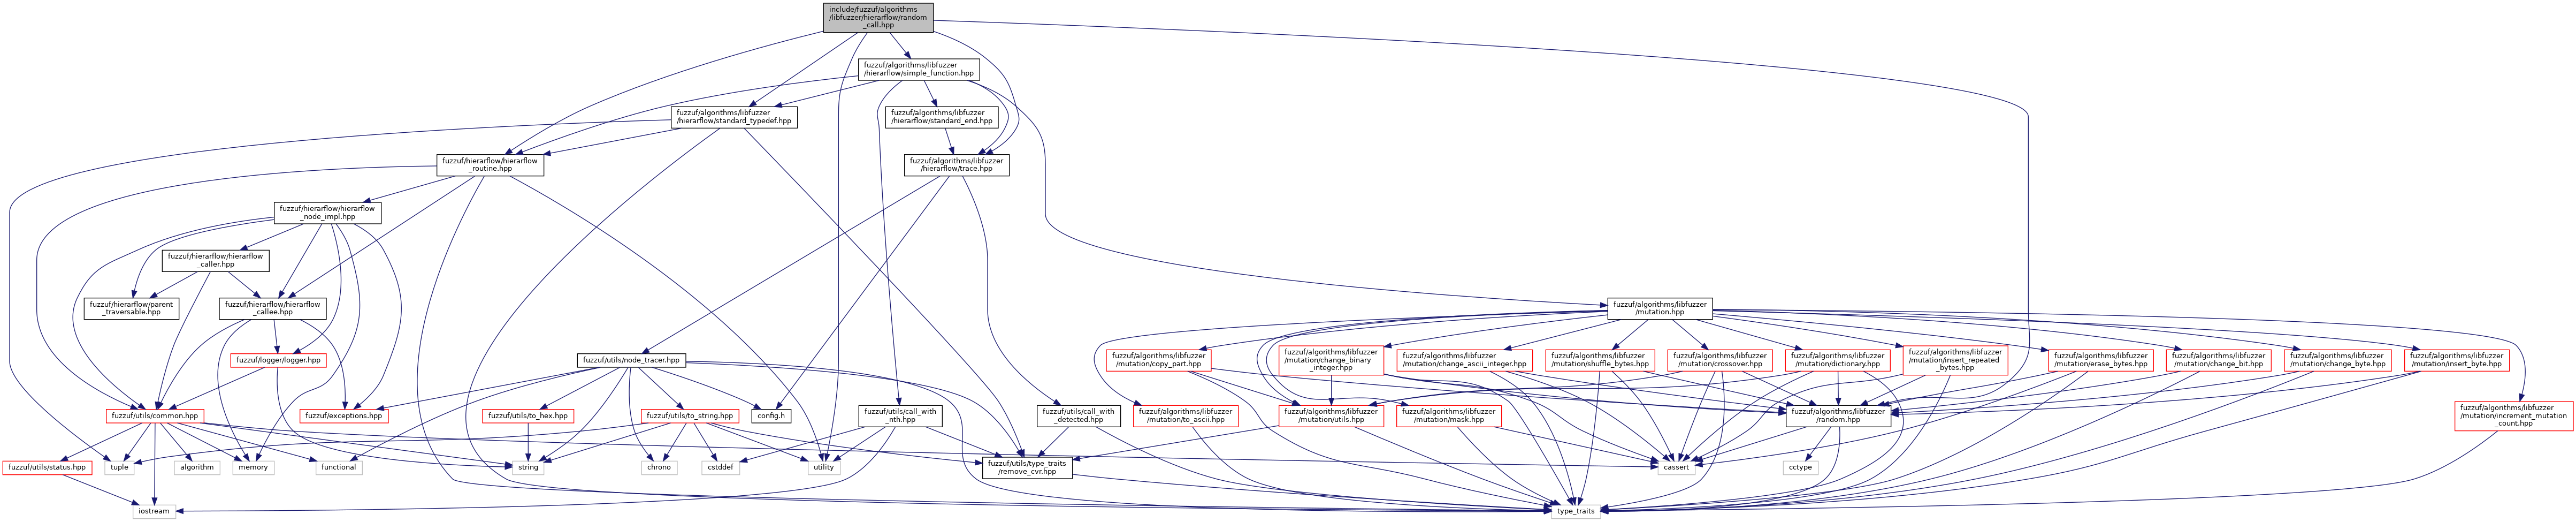 include/fuzzuf/algorithms
/libfuzzer/hierarflow/random
_call.hpp
fuzzuf/algorithms/libfuzzer
/hierarflow/simple_function.hpp
fuzzuf/algorithms/libfuzzer
/hierarflow/standard_typedef.hpp
fuzzuf/algorithms/libfuzzer
/hierarflow/standard_end.hpp
fuzzuf/hierarflow/hierarflow
_routine.hpp
fuzzuf/algorithms/libfuzzer
/hierarflow/trace.hpp
fuzzuf/hierarflow/hierarflow
_node_impl.hpp
fuzzuf/hierarflow/hierarflow
_caller.hpp
fuzzuf/hierarflow/parent
_traversable.hpp
fuzzuf/hierarflow/hierarflow
_callee.hpp
fuzzuf/algorithms/libfuzzer
/mutation.hpp
fuzzuf/logger/logger.hpp
fuzzuf/utils/node_tracer.hpp
fuzzuf/algorithms/libfuzzer
/mutation/copy_part.hpp
fuzzuf/algorithms/libfuzzer
/mutation/change_binary
_integer.hpp
fuzzuf/algorithms/libfuzzer
/mutation/change_ascii_integer.hpp
fuzzuf/algorithms/libfuzzer
/mutation/shuffle_bytes.hpp
fuzzuf/algorithms/libfuzzer
/mutation/crossover.hpp
fuzzuf/algorithms/libfuzzer
/mutation/dictionary.hpp
fuzzuf/algorithms/libfuzzer
/mutation/insert_repeated
_bytes.hpp
fuzzuf/algorithms/libfuzzer
/mutation/erase_bytes.hpp
fuzzuf/algorithms/libfuzzer
/mutation/change_bit.hpp
fuzzuf/algorithms/libfuzzer
/mutation/change_byte.hpp
fuzzuf/algorithms/libfuzzer
/mutation/insert_byte.hpp
fuzzuf/utils/common.hpp
fuzzuf/exceptions.hpp
fuzzuf/utils/to_hex.hpp
fuzzuf/utils/to_string.hpp
config.h
fuzzuf/utils/call_with
_nth.hpp
fuzzuf/utils/call_with
_detected.hpp
fuzzuf/algorithms/libfuzzer
/mutation/to_ascii.hpp
fuzzuf/algorithms/libfuzzer
/mutation/utils.hpp
fuzzuf/algorithms/libfuzzer
/mutation/mask.hpp
fuzzuf/algorithms/libfuzzer
/random.hpp
fuzzuf/algorithms/libfuzzer
/mutation/increment_mutation
_count.hpp
fuzzuf/utils/status.hpp
tuple
algorithm
memory
functional
string
chrono
cstddef
utility
fuzzuf/utils/type_traits
/remove_cvr.hpp
cassert
cctype
iostream
type_traits